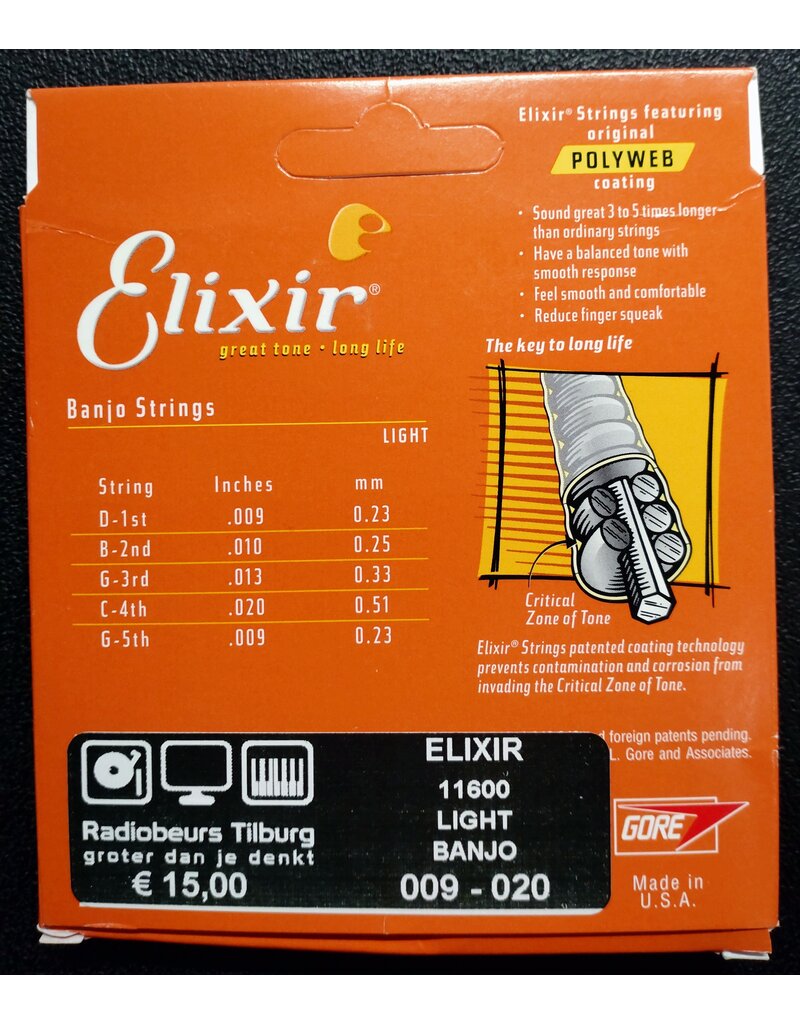 Elixir® Strings featuring
original
POLYWEB
coating
• Sound great 3 to 5 times longer
than ordinary strings
• Have a balanced tone with
smooth response
• Feel smooth and comfortable
• Reduce finger squeak
Elixir®
great tone • long life
The key to long life
Banjo Strings
LIGHT
String Inches mm
D-1st .009 0.23
B-2nd .010 0.25
G-3rd .013 0.33
C-4th .020 0.51
G-5th .009 0.23
Critical
Zone of Tone
Elixir® Strings patented coating technology
prevents contamination and corrosion from
invading the Critical Zone of Tone.
foreign patents pending.
L. Gore and Associates.
Radiobeurs Tilburg
groter dan je denkt
€ 15,00
ELIXIR
11600
LIGHT
BANJO
009 - 020
GORE
Made in
U.S.A.